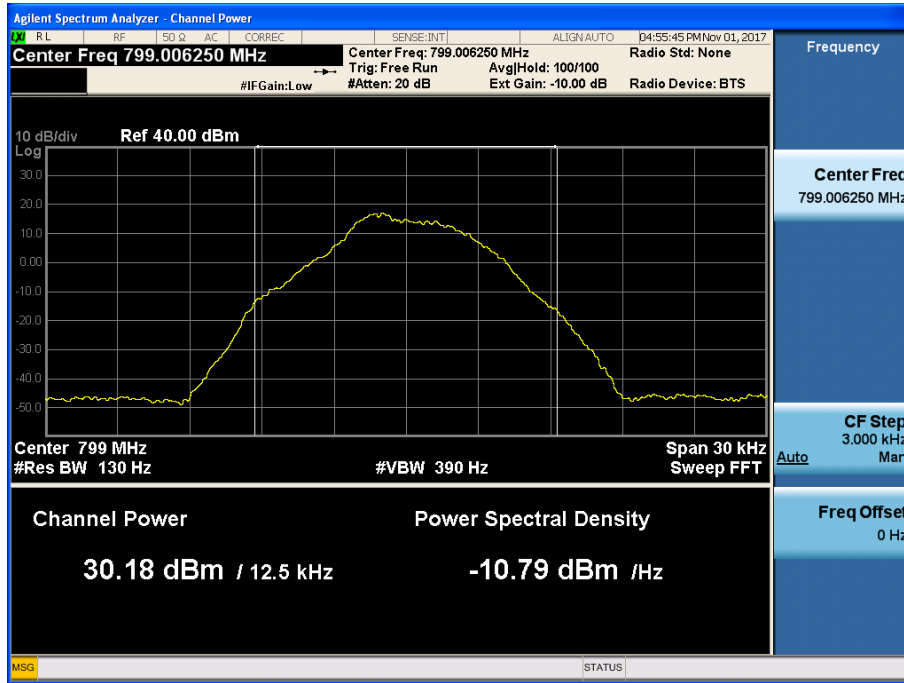 Agilent Spectrum Analyzer - Channel Power
LXI RL RF 50 Ω AC CORREC SENSE:INT ALIGN AUTO 04:55:45 PM Nov 01, 2017
Center Freq 799.006250 MHz
Center Freq: 799.006250 MHz Radio Std: None
Trig: Free Run Avg|Hold: 100/100
#IFGain:Low #Atten: 20 dB Ext Gain: -10.00 dB Radio Device: BTS
10 dB/div Ref 40.00 dBm
Log
30.0
20.0
10.0
0.00
-10.0
-20.0
-30.0
-40.0
-50.0
Center 799 MHz Span 30 kHz
#Res BW 130 Hz #VBW 390 Hz Sweep FFT
Channel Power Power Spectral Density
30.18 dBm / 12.5 kHz -10.79 dBm /Hz
MSG STATUS
Frequency
Center Freq
799.006250 MHz
CF Step
3.000 kHz
Auto Man
Freq Offset
0 Hz